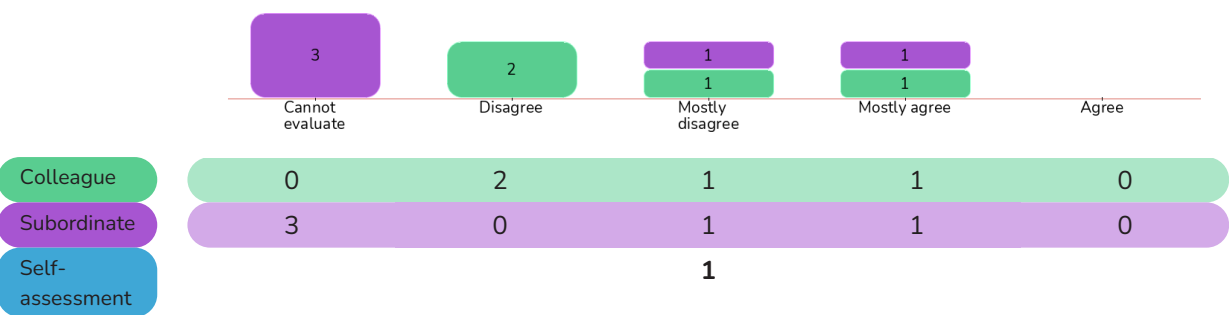 3
2
1
1
1
1
Cannot
evaluate
Disagree
Mostly
disagree
Mostly agree
Agree
Colleague 0 2 1 1 0
Subordinate 3 0 1 1 0
Self-
assessment
1